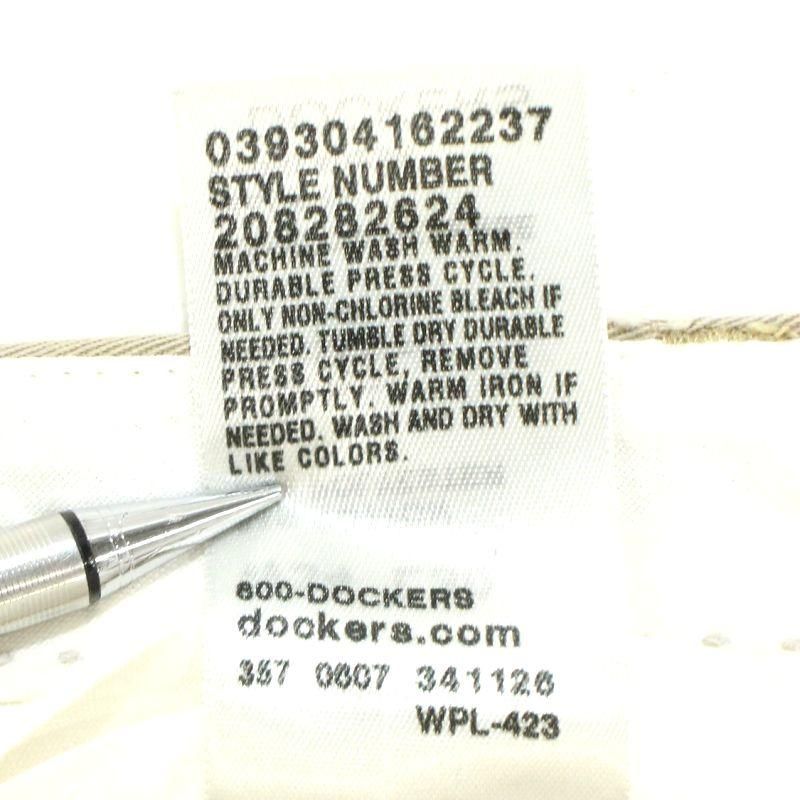 039304162237
STYLE NUMBER
208282624
MACHINE WASH WARM.
DURABLE PRESS CYCLE.
ONLY NON-CHLORINE BLEACH IF
NEEDED. TUMBLE DRY DURABLE
PRESS CYCLE, REMOVE
PROMPTLY. WARM IRON IF
NEEDED. WASH AND DRY WITH
LIKE COLORS.
800-DOCKERS
dockers.com
357 0607 341126
WPL-423